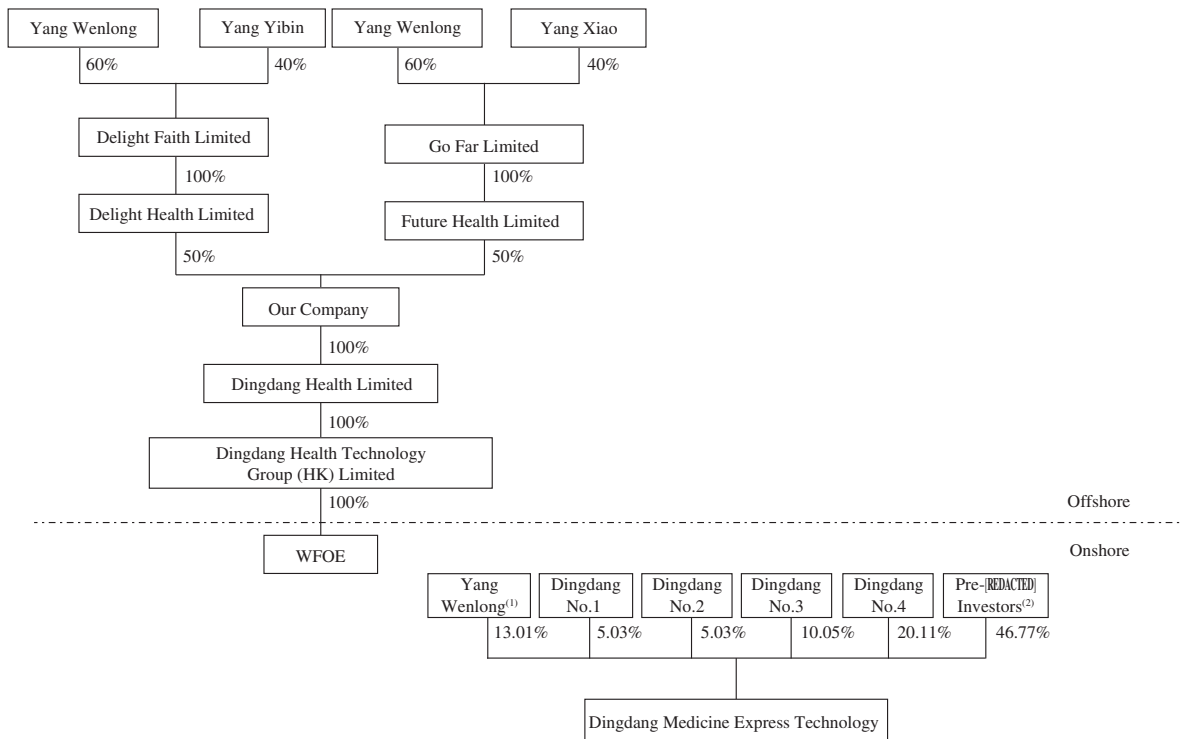 Yang Wenlong
Yang Yibin
Yang Wenlong
Yang Xiao
60%
40%
60%
40%
Delight Faith Limited
Go Far Limited
100%
100%
Delight Health Limited
Future Health Limited
50%
50%
Our Company
100%
Dingdang Health Limited
100%
Dingdang Health Technology
Group (HK) Limited
100%
Offshore
WFOE
Onshore
Yang
Wenlong(1)
Dingdang
No.1
Dingdang
No.2
Dingdang
No.3
Dingdang
No.4
Pre-[REDACTED]
Investors(2)
13.01%
5.03%
5.03%
10.05%
20.11%
46.77%
Dingdang Medicine Express Technology